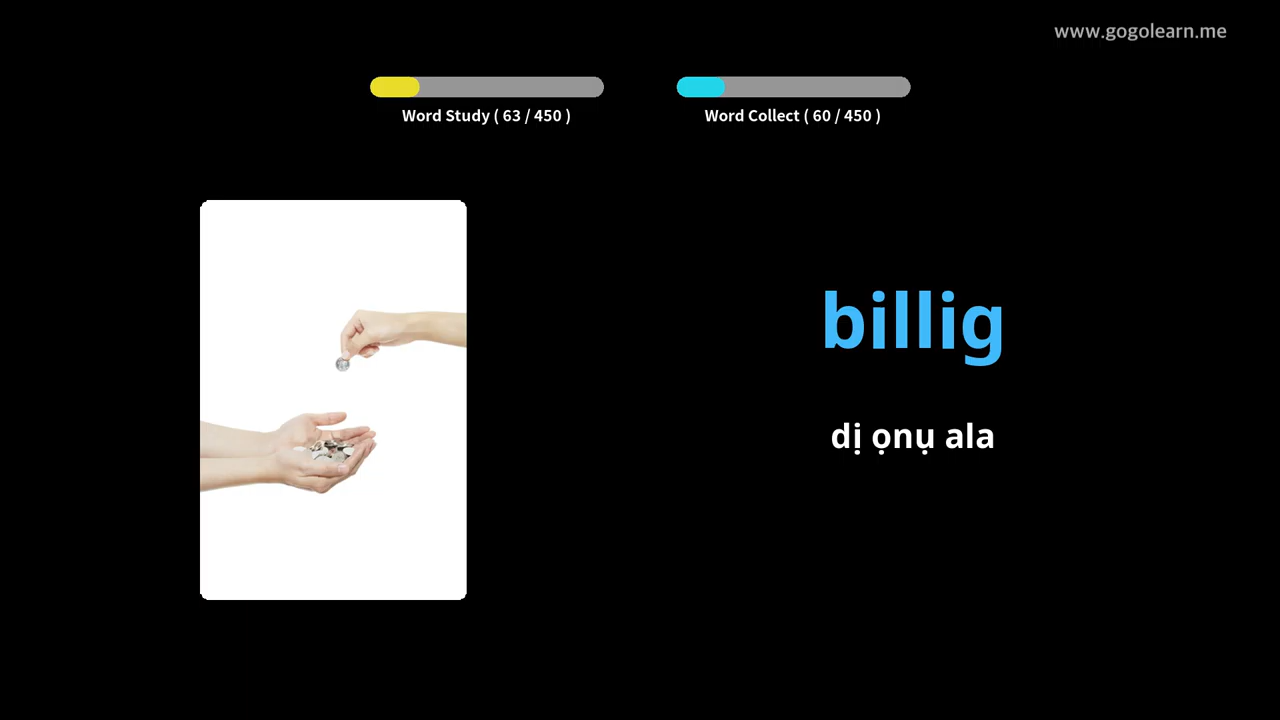 www.gogolearn.me
Word Study ( 63 / 450 )
Word Collect ( 60 / 450 )
billig
dị ọnụ ala